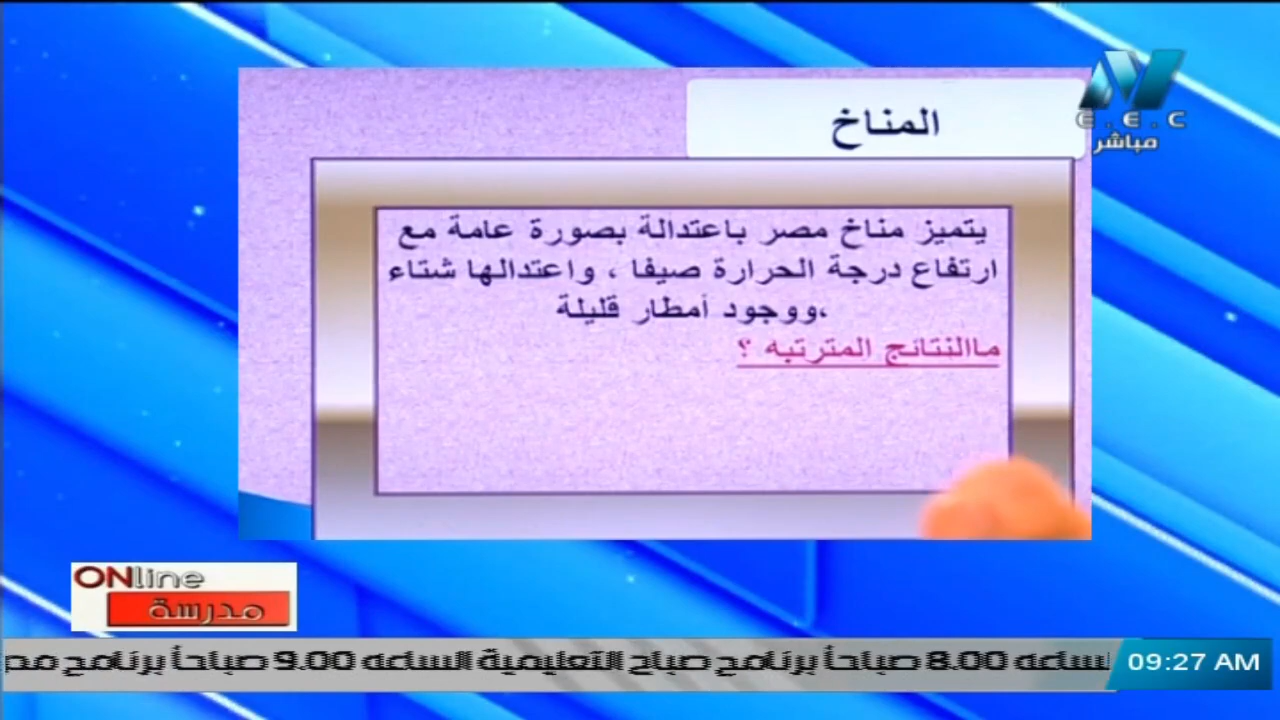 المناخ
E.E.C
مباشر
يتميز مناخ مصر باعتدالة بصورة عامة مع
ارتفاع درجة الحرارة صيفا ، واعتدالها شتاء
،ووجود أمطار قليلة
ماالنتائج المترتبه ؟
ONline
مدرسة
لساعه 8.00 صباحاً برنامج صباح التعليمية الساعه 9.00 صباحاً برنامج مد
09:27 AM